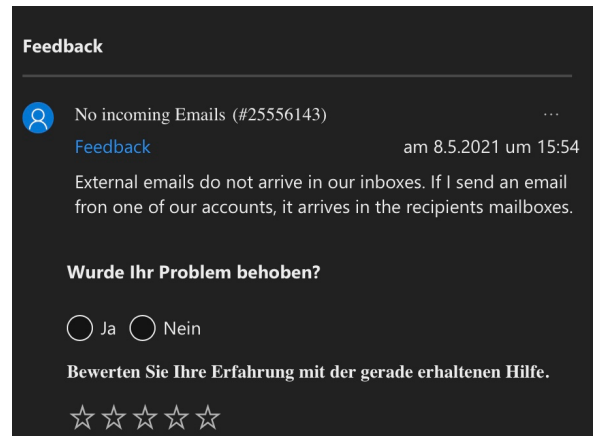 Feedback
No incoming Emails (#25556143)
...
Feedback
am 8.5.2021 um 15:54
External emails do not arrive in our inboxes. If I send an email
fron one of our accounts, it arrives in the recipients mailboxes.
Wurde Ihr Problem behoben?
Ja Nein
Bewerten Sie Ihre Erfahrung mit der gerade erhaltenen Hilfe.